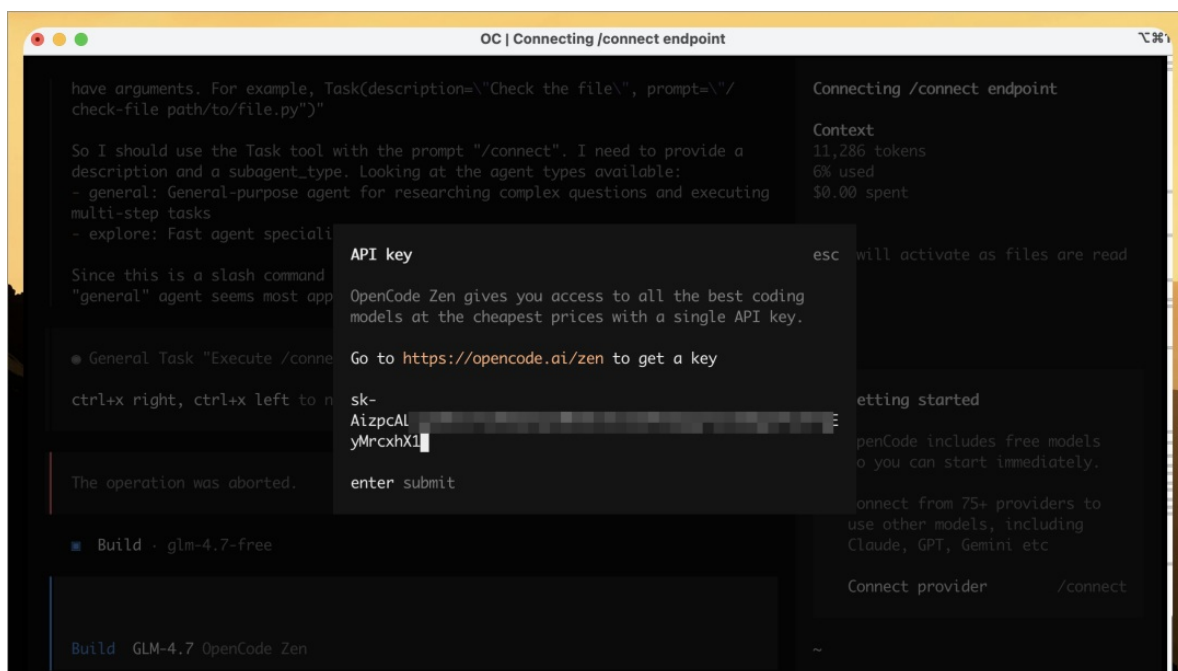 OC | Connecting /connect endpoint
have arguments. For example, Task(description=\"Check the file\", prompt=\"/
check-file path/to/file.py")"
So I should use the Task tool with the prompt "/connect". I need to provide a
description and a subagent_type. Looking at the agent types available:
- general: General-purpose agent for researching complex questions and executing
multi-step tasks
- explore: Fast agent speciali
Since this is a slash command
"general" agent seems most app
General Task "Execute /conne
ctrl+x right, ctrl+x left to n
The operation was aborted.
Build · glm-4.7-free
Build GLM-4.7 OpenCode Zen
API key
esc
OpenCode Zen gives you access to all the best coding
models at the cheapest prices with a single API key.
Go to https://opencode.ai/zen to get a key
sk-
AizpcAL
yMrcxhX1
enter submit
Connecting /connect endpoint
Context
11,286 tokens
6% used
$0.00 spent
will activate as files are read
etting started
penCode includes free models
o you can start immediately.
onnect from 75+ providers to
use other models, including
Claude, GPT, Gemini etc
Connect provider /connect
~